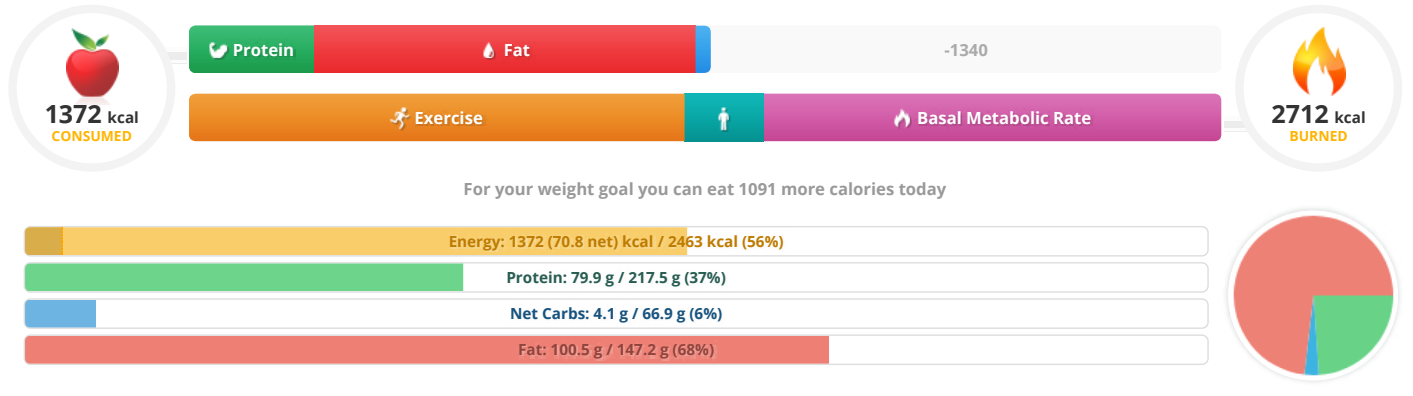 Protein
Fat
-1340
1372 kcal
CONSUMED
Exercise
Basal Metabolic Rate
2712 kcal
BURNED
For your weight goal you can eat 1091 more calories today
Energy: 1372 (70.8 net) kcal / 2463 kcal (56%)
Protein: 79.9 g / 217.5 g (37%)
Net Carbs: 4.1 g / 66.9 g (6%)
Fat: 100.5 g / 147.2 g (68%)